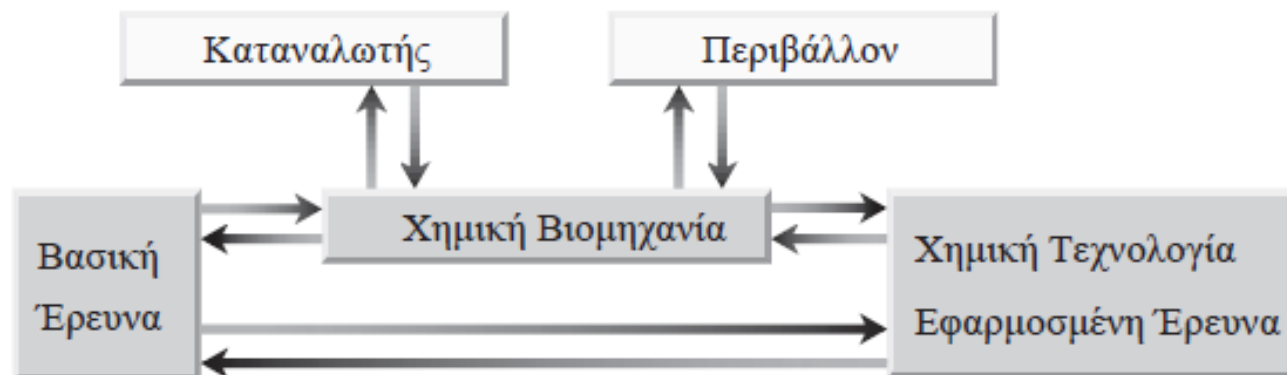 Καταναλωτής
Περιβάλλον
Χημική Βιομηχανία
Βασική
Έρευνα
Χημική Τεχνολογία
Εφαρμοσμένη Έρευνα